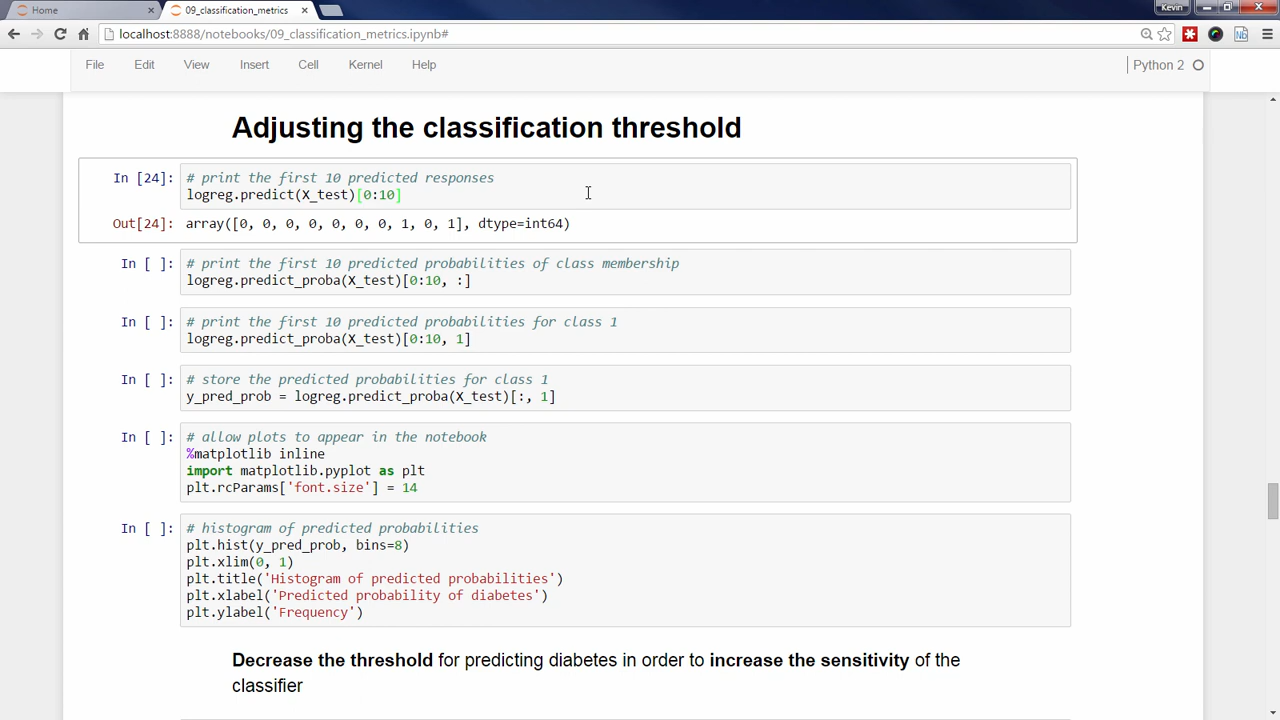 Home
09_classification_metrics
Kevin
localhost:8888/notebooks/09_classification_metrics.ipynb#
File Edit View Insert Cell Kernel Help Python 2
Adjusting the classification threshold
In [24]: # print the first 10 predicted responses
logreg.predict(X_test)[0:10]
Out[24]: array([0, 0, 0, 0, 0, 0, 0, 1, 0, 1], dtype=int64)
In [ ]: # print the first 10 predicted probabilities of class membership
logreg.predict_proba(X_test)[0:10, :]
In [ ]: # print the first 10 predicted probabilities for class 1
logreg.predict_proba(X_test)[0:10, 1]
In [ ]: # store the predicted probabilities for class 1
y_pred_prob = logreg.predict_proba(X_test)[:, 1]
In [ ]: # allow plots to appear in the notebook
%matplotlib inline
import matplotlib.pyplot as plt
plt.rcParams['font.size'] = 14
In [ ]: # histogram of predicted probabilities
plt.hist(y_pred_prob, bins=8)
plt.xlim(0, 1)
plt.title('Histogram of predicted probabilities')
plt.xlabel('Predicted probability of diabetes')
plt.ylabel('Frequency')
Decrease the threshold for predicting diabetes in order to increase the sensitivity of the
classifier